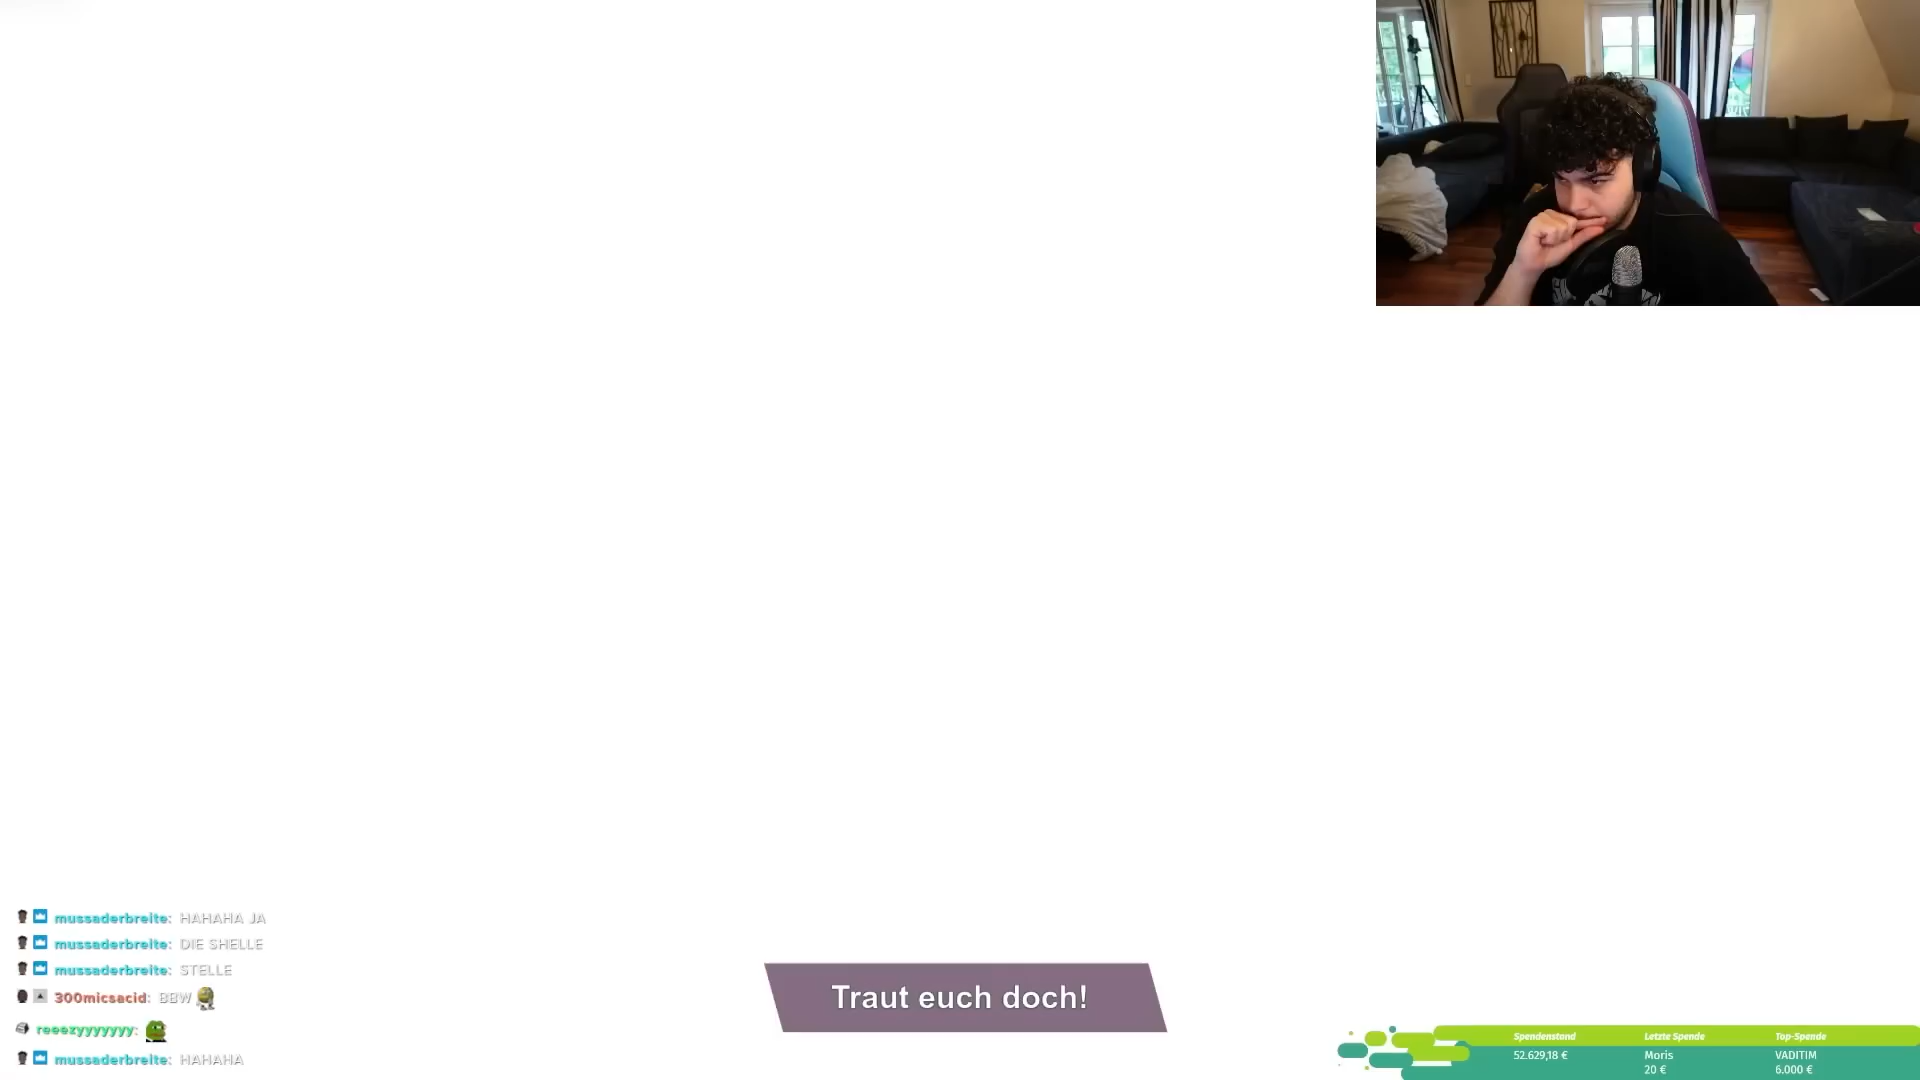 mussaderbreite: HAHAHA JA
mussaderbreite: DIE SHELLE
mussaderbreite: STELLE
300micsacid: BBW
reeezyyyyyyy:
mussaderbreite: HAHAHA
Traut euch doch!
Spendenstand Letzte Spende Top-Spende
52.629,18 € Moris VADITIM
20 € 6.000 €